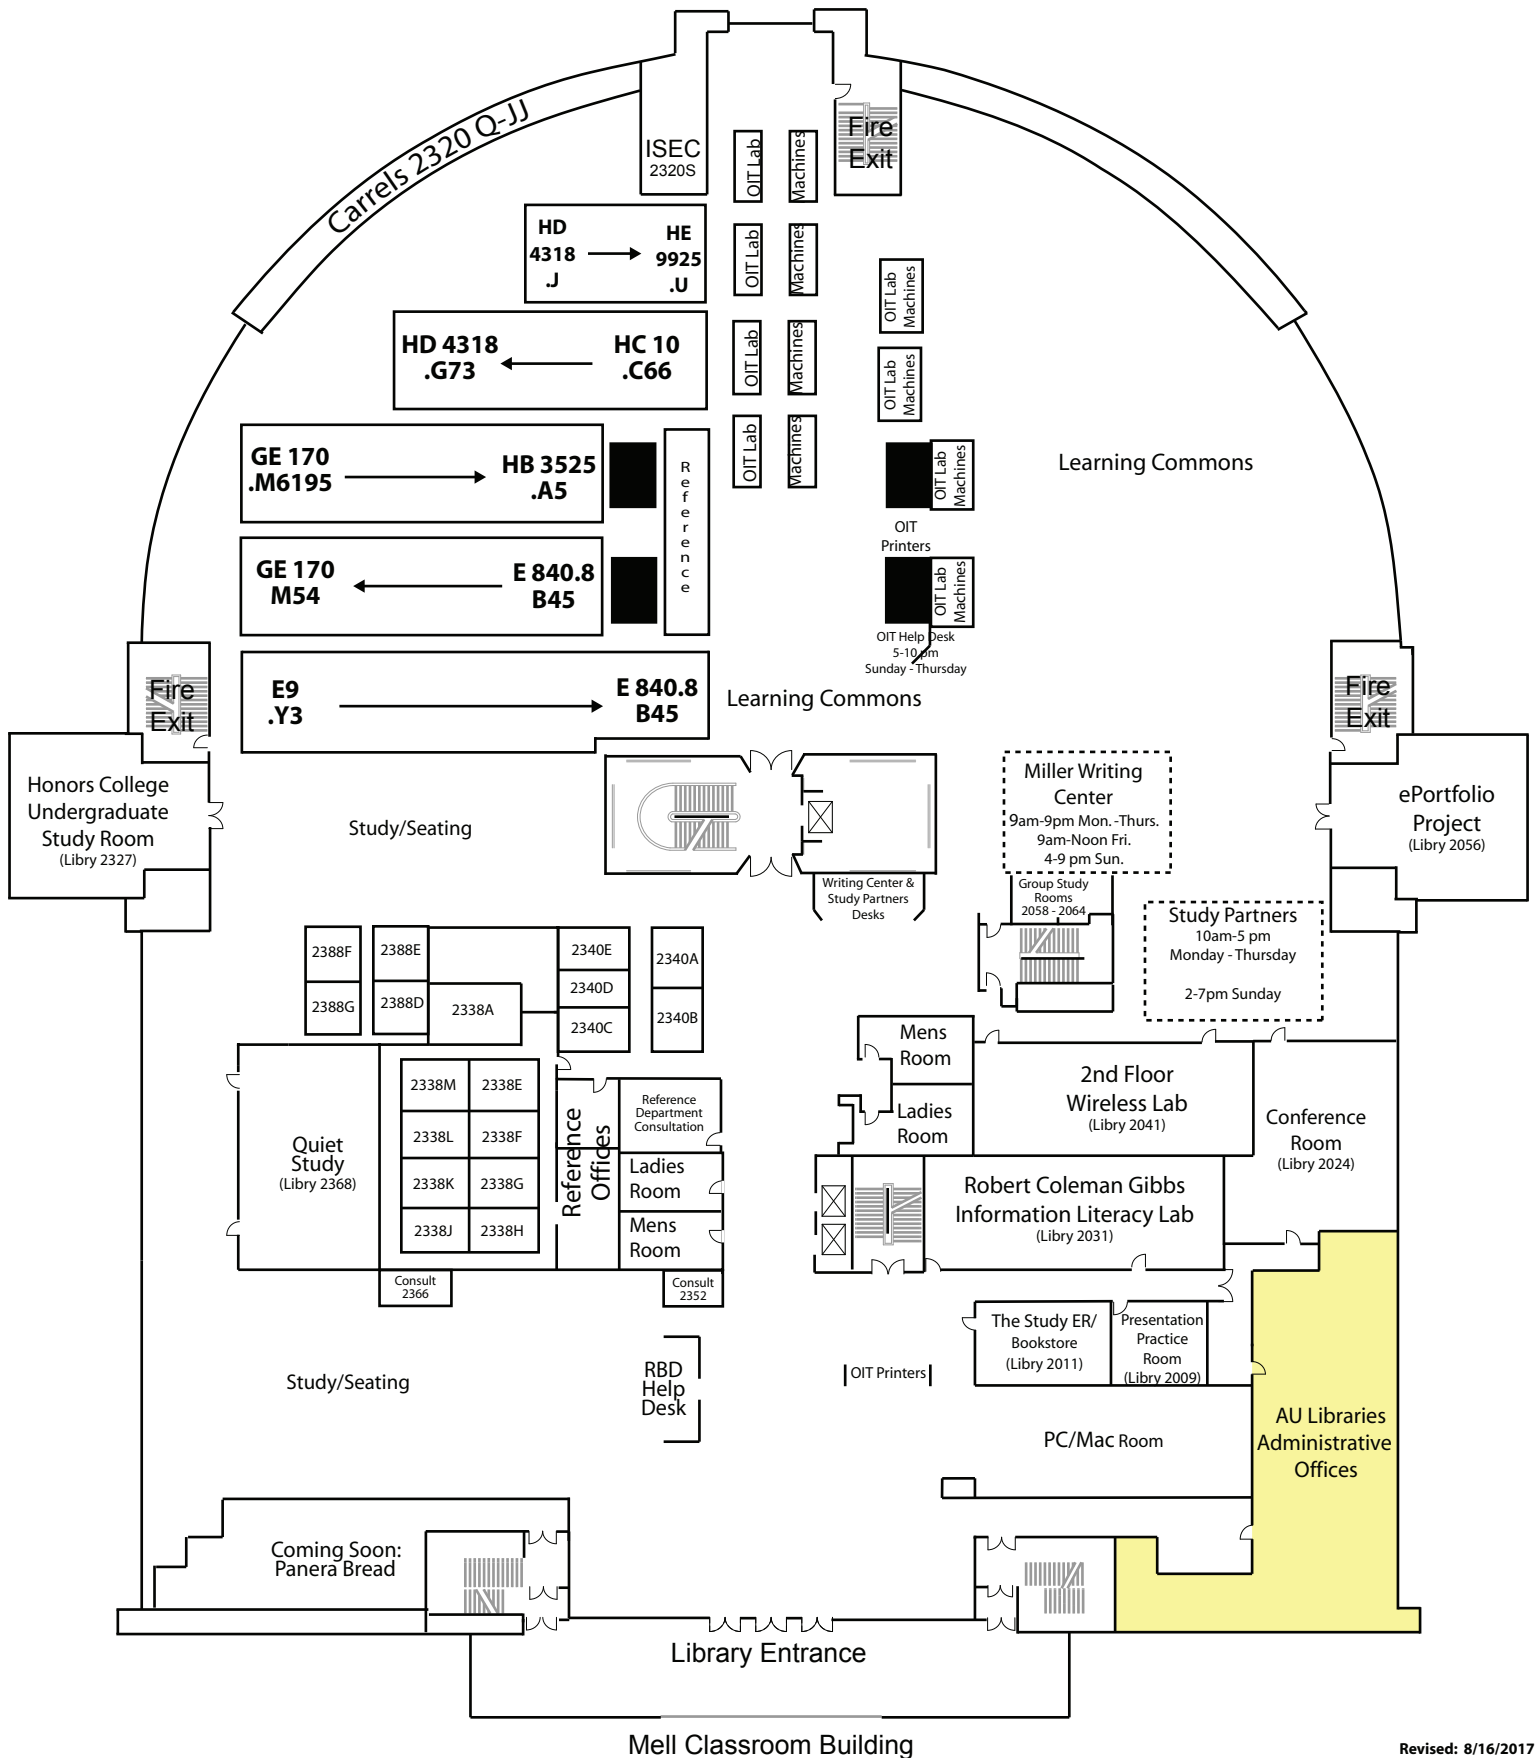 Carrels 2320 Q-JJ
ISEC
2320S
Fire
Exit
OIT Lab
Machines
OIT Lab
Machines
OIT Lab
Machines
OIT Lab
Machines
HD
4318
.J
HE
9925
.U
HD 4318
.G73
HC 10
.C66
GE 170
.M6195
HB 3525
.A5
GE 170
M54
E 840.8
B45
E9
.Y3
E 840.8
B45
Reference
OIT Lab
Machines
OIT Lab
Machines
OIT Lab
Machines
OIT
Printers
OIT Lab
Machines
OIT Help Desk
5-10 pm
Sunday - Thursday
Learning Commons
Learning Commons
Fire
Exit
Fire
Exit
Honors College
Undergraduate
Study Room
(Libry 2327)
Study/Seating
Miller Writing
Center
9am-9pm Mon. -Thurs.
9am-Noon Fri.
4-9 pm Sun.
ePortfolio
Project
(Libry 2056)
Writing Center &
Study Partners
Desks
Group Study
Rooms
2058 - 2064
Study Partners
10am-5 pm
Monday - Thursday
2-7pm Sunday
2388F
2388E
2340E
2340A
2388G
2388D
2338A
2340D
2340C
2340B
2338M
2338E
2338L
2338F
2338K
2338G
2338J
2338H
Quiet
Study
(Libry 2368)
Reference
Offices
Reference
Department
Consultation
Ladies
Room
Mens
Room
Consult
2366
Consult
2352
Mens
Room
Ladies
Room
2nd Floor
Wireless Lab
(Libry 2041)
Conference
Room
(Libry 2024)
Robert Coleman Gibbs
Information Literacy Lab
(Libry 2031)
The Study ER/
Bookstore
(Libry 2011)
Presentation
Practice
Room
(Libry 2009)
Study/Seating
RBD
Help
Desk
OIT Printers
PC/Mac Room
AU Libraries
Administrative
Offices
Coming Soon:
Panera Bread
Library Entrance
Mell Classroom Building
Revised: 8/16/2017